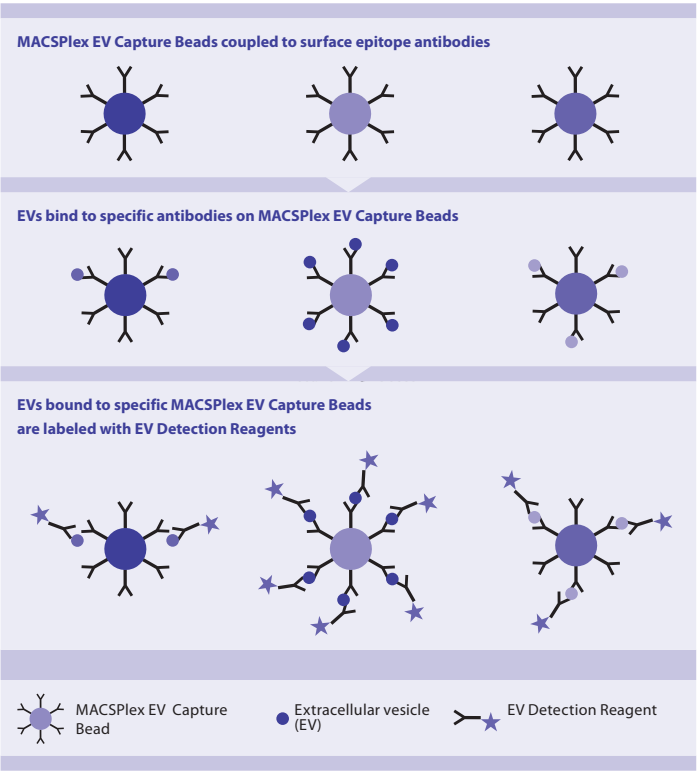 MACSPlex EV Capture Beads coupled to surface epitope antibodies
EVs bind to specific antibodies on MACSPlex EV Capture Beads
EVs bound to specific MACSPlex EV Capture Beads
are labeled with EV Detection Reagents
MACSPlex EV Capture
Bead
Extracellular vesicle
(EV)
EV Detection Reagent